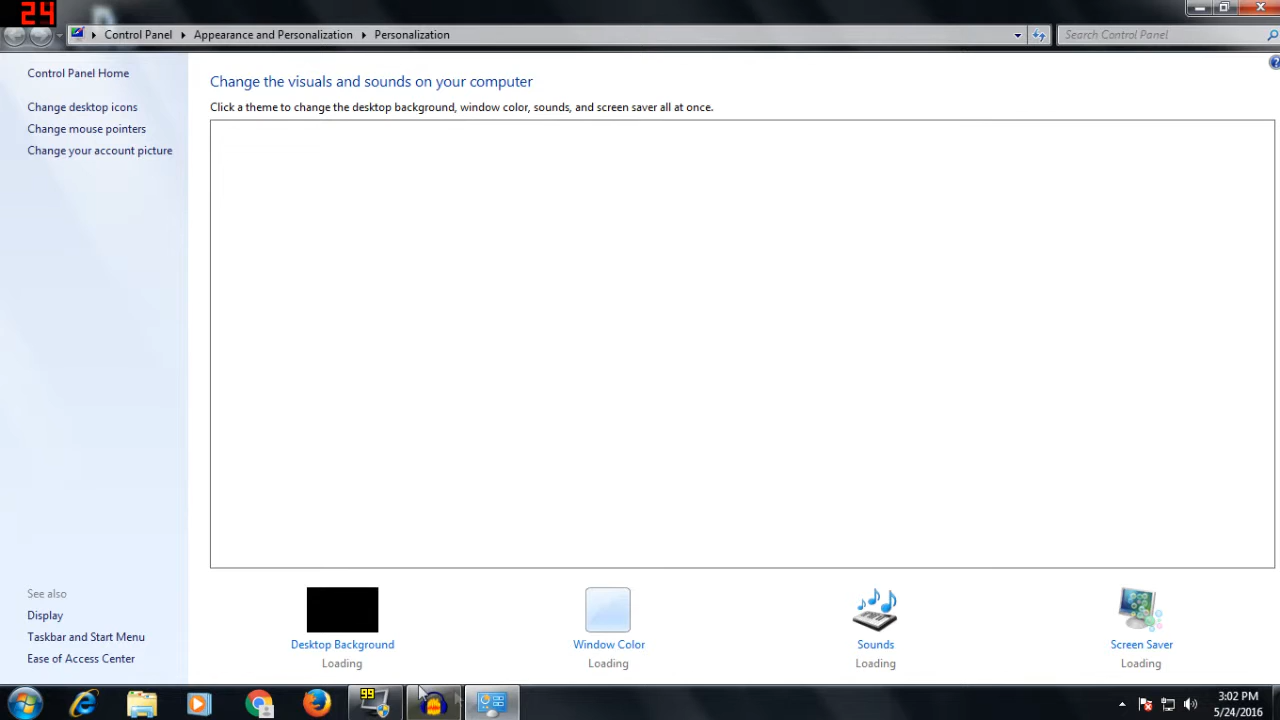 24
Control Panel
Appearance and Personalization
Personalization
Search Control Panel
Control Panel Home
Change desktop icons
Change mouse pointers
Change your account picture
Change the visuals and sounds on your computer
Click a theme to change the desktop background, window color, sounds, and screen saver all at once.
Desktop Background
Loading
Window Color
Loading
Sounds
Loading
Screen Saver
Loading
See also
Display
Taskbar and Start Menu
Ease of Access Center
99
3:02 PM
5/24/2016